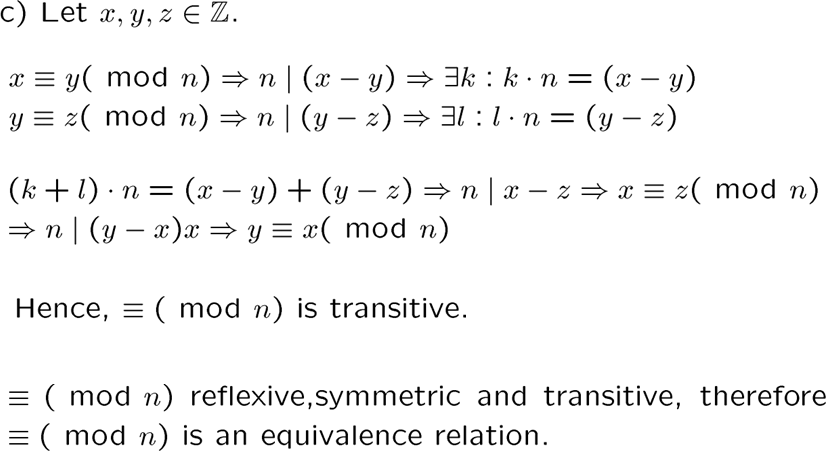 c) Let x, y, z ∈ ℤ.
x ≡ y( mod n) ⇒ n | (x − y) ⇒ ∃k : k · n = (x − y)
y ≡ z( mod n) ⇒ n | (y − z) ⇒ ∃l : l · n = (y − z)
(k + l) · n = (x − y) + (y − z) ⇒ n | x − z ⇒ x ≡ z( mod n)
⇒ n | (y − x)x ⇒ y ≡ x( mod n)
Hence, ≡ ( mod n) is transitive.
≡ ( mod n) reflexive,symmetric and transitive, therefore
≡ ( mod n) is an equivalence relation.